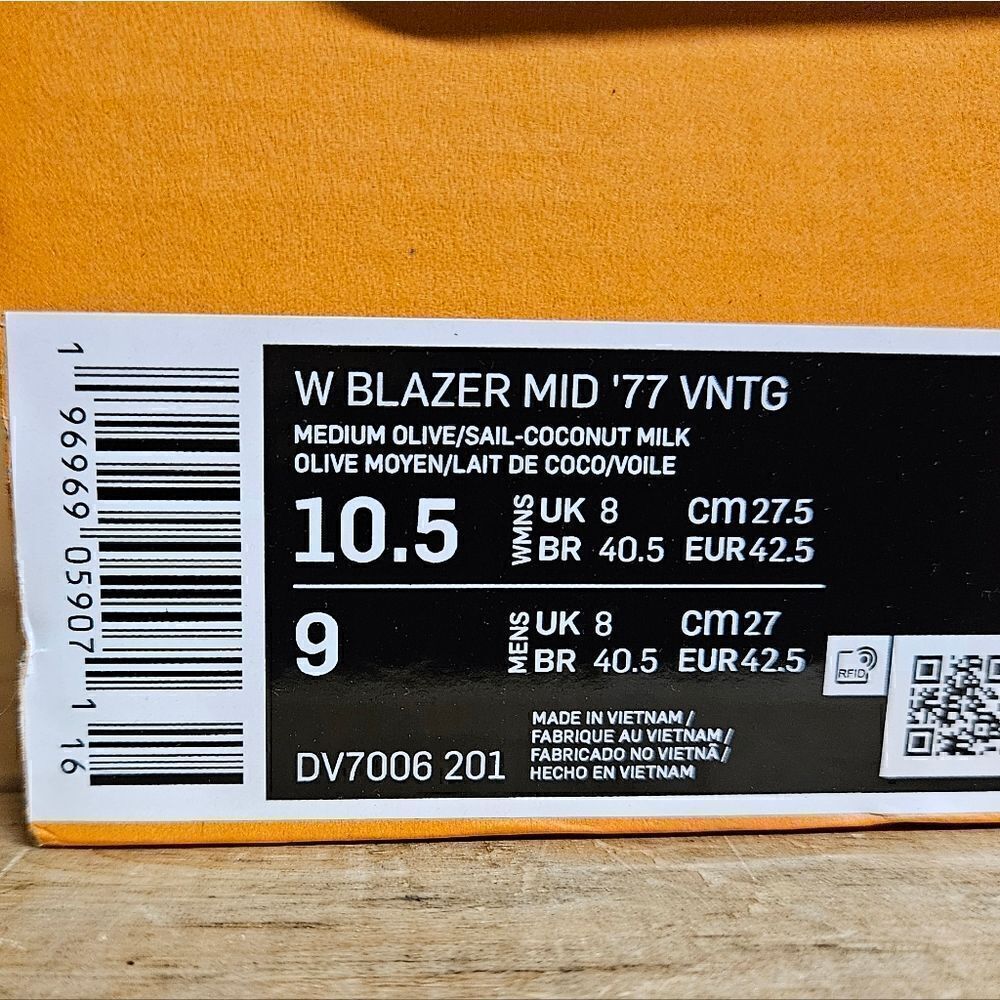 1 96969 05907 1 16
W BLAZER MID '77 VNTG
MEDIUM OLIVE/SAIL-COCONUT MILK
OLIVE MOYEN/LAIT DE COCO/VOILE
10.5 WMNS UK 8 CM 27.5
BR 40.5 EUR 42.5
9 MENS UK 8 CM 27
BR 40.5 EUR 42.5
RFID
DV7006 201
MADE IN VIETNAM /
FABRIQUE AU VIETNAM /
FABRICADO NO VIETNÃ /
HECHO EN VIETNAM